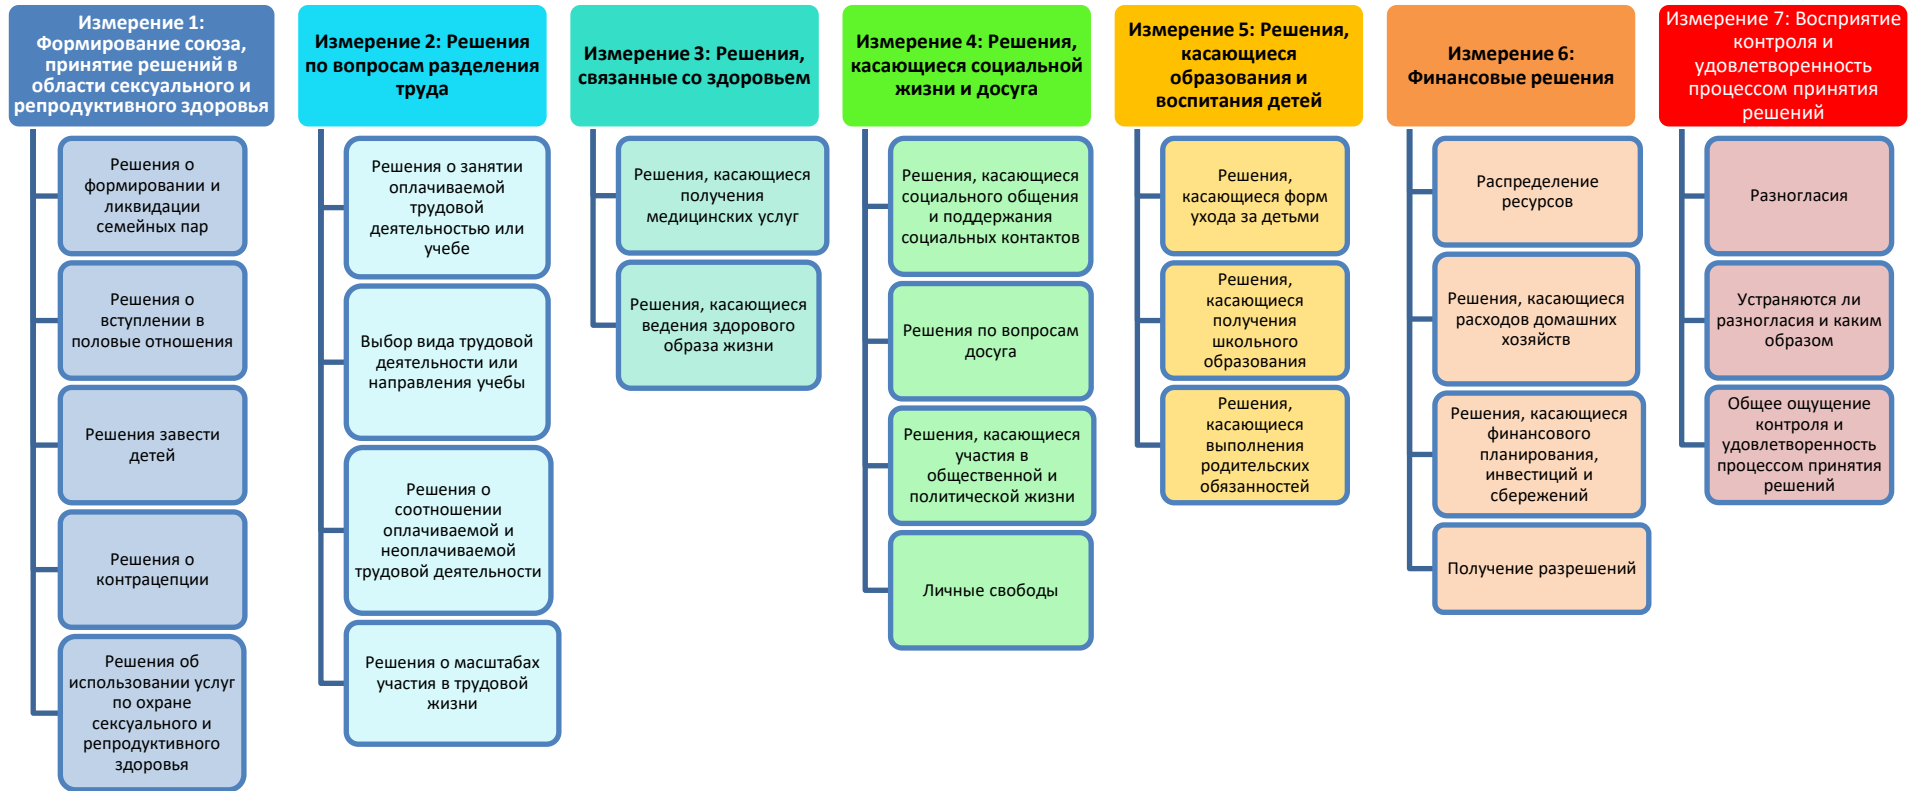 Измерение 1:
Формирование союза,
принятие решений в
области сексуального и
репродуктивного здоровья
Решения о
формировании и
ликвидации
семейных пар
Решения о
вступлении в
половые отношения
Решения завести
детей
Решения о
контрацепции
Решения об
использовании услуг
по охране
сексуального и
репродуктивного
здоровья
Измерение 2: Решения
по вопросам разделения
труда
Решения о занятии
оплачиваемой
трудовой
деятельностью или
учебе
Выбор вида трудовой
деятельности или
направления учебы
Решения о
соотношении
оплачиваемой и
неоплачиваемой
трудовой деятельности
Решения о масштабах
участия в трудовой
жизни
Измерение 3: Решения,
связанные со здоровьем
Решения, касающиеся
получения
медицинских услуг
Решения, касающиеся
ведения здорового
образа жизни
Измерение 4: Решения,
касающиеся социальной
жизни и досуга
Решения, касающиеся
социального общения
и поддержания
социальных контактов
Решения по вопросам
досуга
Решения, касающиеся
участия в
общественной и
политической жизни
Личные свободы
Измерение 5: Решения,
касающиеся
образования и
воспитания детей
Решения,
касающиеся форм
ухода за детьми
Решения,
касающиеся
получения
школьного
образования
Решения,
касающиеся
выполнения
родительских
обязанностей
Измерение 6:
Финансовые решения
Распределение
ресурсов
Решения, касающиеся
расходов домашних
хозяйств
Решения, касающиеся
финансового
планирования,
инвестиций и
сбережений
Получение разрешений
Измерение 7: Восприятие
контроля и
удовлетворенность
процессом принятия
решений
Разногласия
Устраняются ли
разногласия и каким
образом
Общее ощущение
контроля и
удовлетворенность
процессом принятия
решений